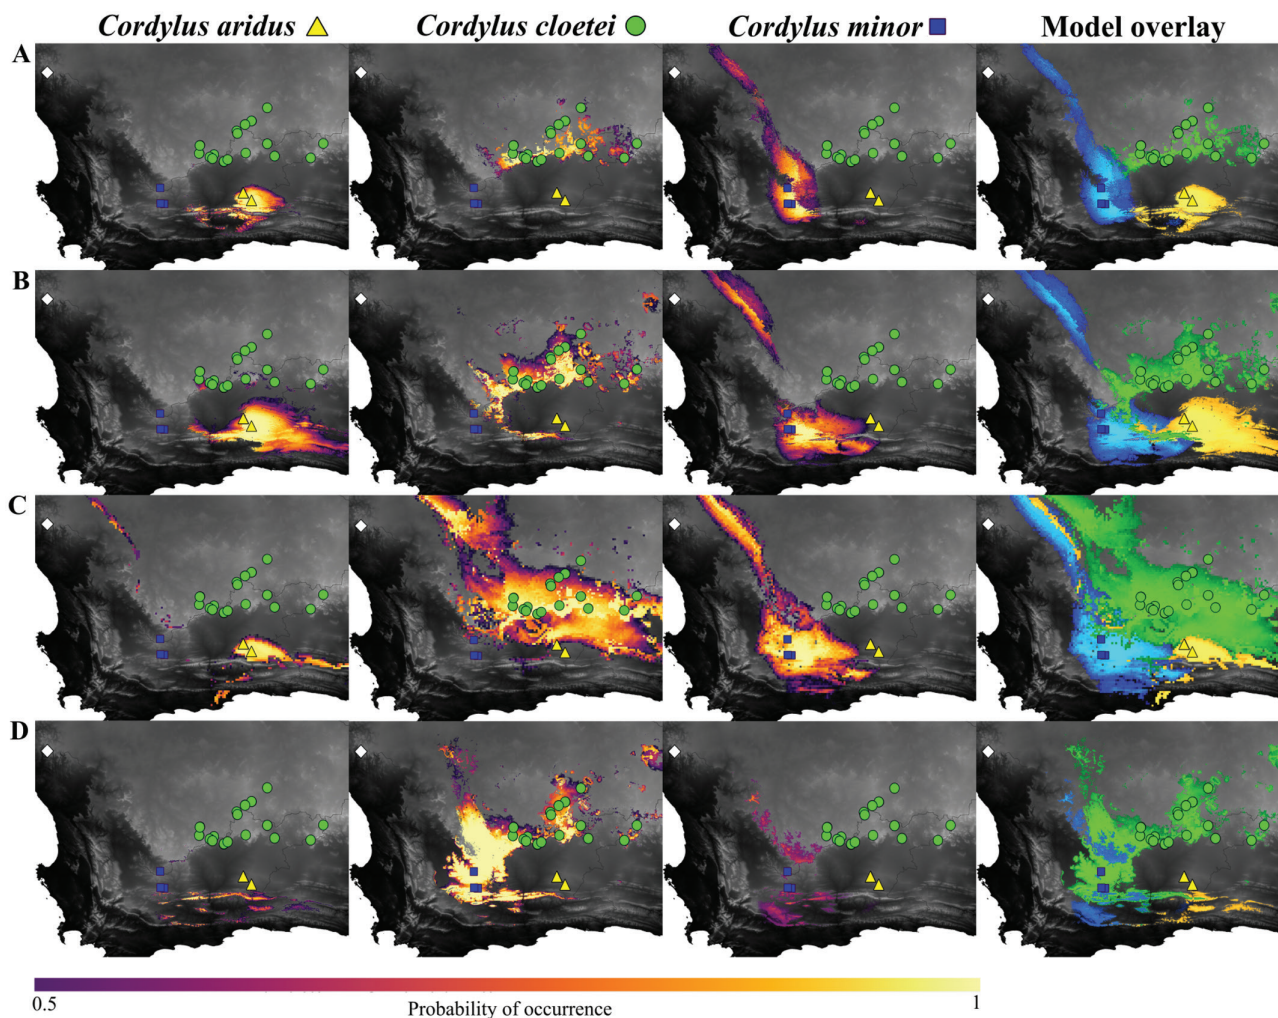 Cordylus aridus Cordylus cloetei Cordylus minor Model overlay
A
B
C
D
0.5 Probability of occurrence 1